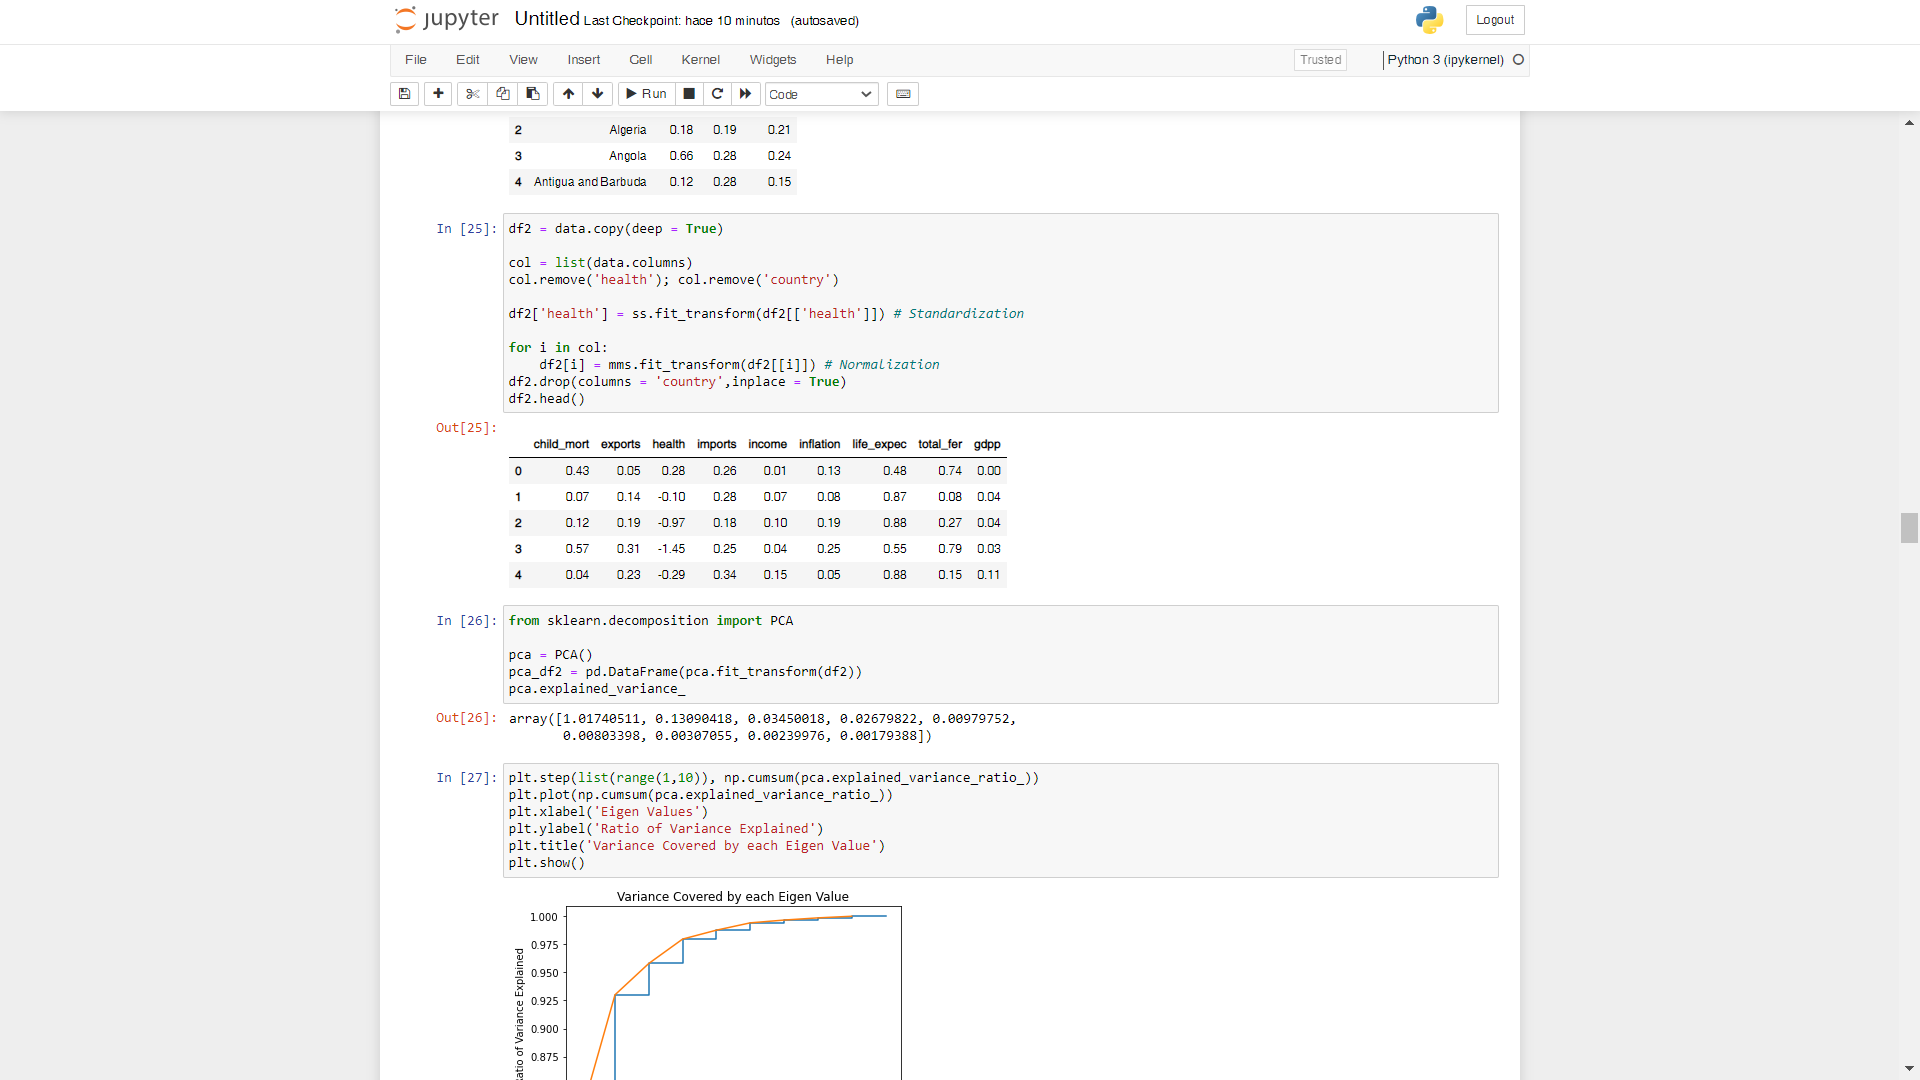 jupyter Untitled Last Checkpoint: hace 10 minutos (autosaved) Logout
File Edit View Insert Cell Kernel Widgets Help Trusted Python 3 (ipykernel)
Run Code
2 Algeria 0.18 0.19 0.21
3 Angola 0.66 0.28 0.24
4 Antigua and Barbuda 0.12 0.28 0.15
In [25]: df2 = data.copy(deep = True)
col = list(data.columns)
col.remove('health'); col.remove('country')
df2['health'] = ss.fit_transform(df2[['health']]) # Standardization
for i in col:
    df2[i] = mms.fit_transform(df2[[i]]) # Normalization
df2.drop(columns = 'country',inplace = True)
df2.head()
Out[25]:
child_mort exports health imports income inflation life_expec total_fer gdpp
0 0.43 0.05 0.28 0.26 0.01 0.13 0.48 0.74 0.00
1 0.07 0.14 -0.10 0.28 0.07 0.08 0.87 0.08 0.04
2 0.12 0.19 -0.97 0.18 0.10 0.19 0.88 0.27 0.04
3 0.57 0.31 -1.45 0.25 0.04 0.25 0.55 0.79 0.03
4 0.04 0.23 -0.29 0.34 0.15 0.05 0.88 0.15 0.11
In [26]: from sklearn.decomposition import PCA
pca = PCA()
pca_df2 = pd.DataFrame(pca.fit_transform(df2))
pca.explained_variance_
Out[26]: array([1.01740511, 0.13090418, 0.03450018, 0.02679822, 0.00979752,
0.00803398, 0.00307055, 0.00239976, 0.00179388])
In [27]: plt.step(list(range(1,10)), np.cumsum(pca.explained_variance_ratio_))
plt.plot(np.cumsum(pca.explained_variance_ratio_))
plt.xlabel('Eigen Values')
plt.ylabel('Ratio of Variance Explained')
plt.title('Variance Covered by each Eigen Value')
plt.show()
Variance Covered by each Eigen Value
1.000
0.975
0.950
0.925
0.900
0.875
atio of Variance Explained